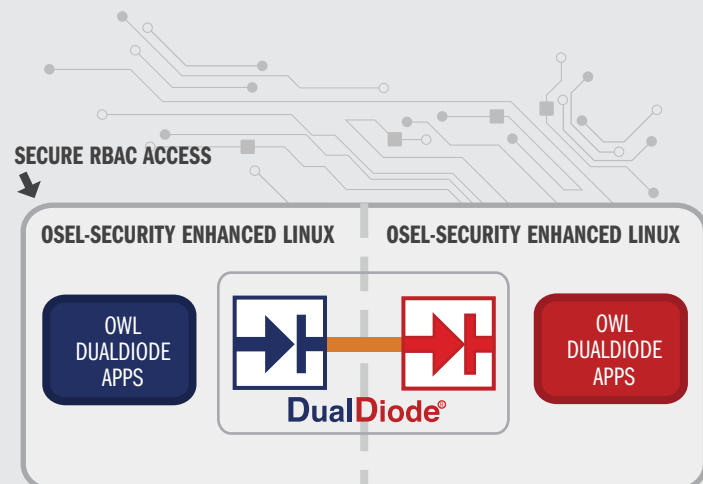 SECURE RBAC ACCESS
OSEL-SECURITY ENHANCED LINUX
OSEL-SECURITY ENHANCED LINUX
OWL
DUALDIODE
APPS
OWL
DUALDIODE
APPS
DualDiode®